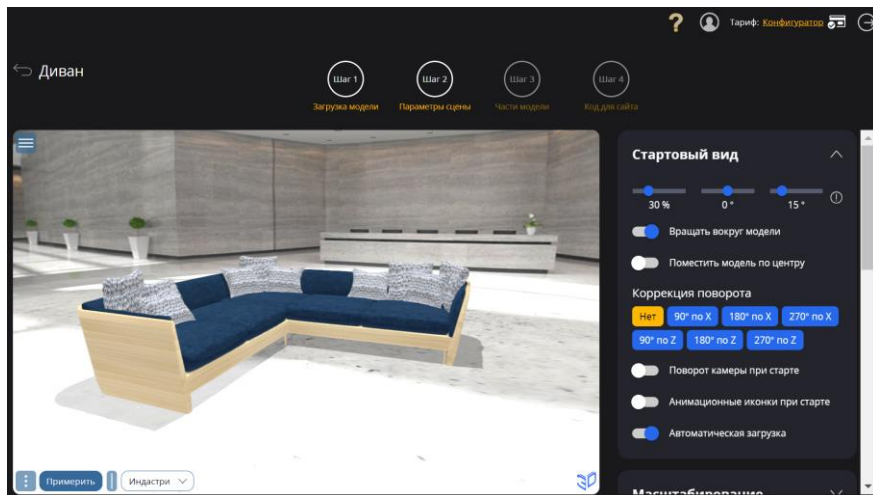 ? Тариф: Конфигуратор
Диван
Шаг 1
Шаг 2
Шаг 3
Шаг 4
Загрузка модели
Параметры сцены
Части модели
Код для сайта
Стартовый вид
30 %
0 °
15 °
Вращать вокруг модели
Поместить модель по центру
Коррекция поворота
Нет 90° по X 180° по X 270° по X
90° по Z 180° по Z 270° по Z
Поворот камеры при старте
Анимационные иконки при старте
Автоматическая загрузка
Примерить
Индастри
3D
Масштабирование